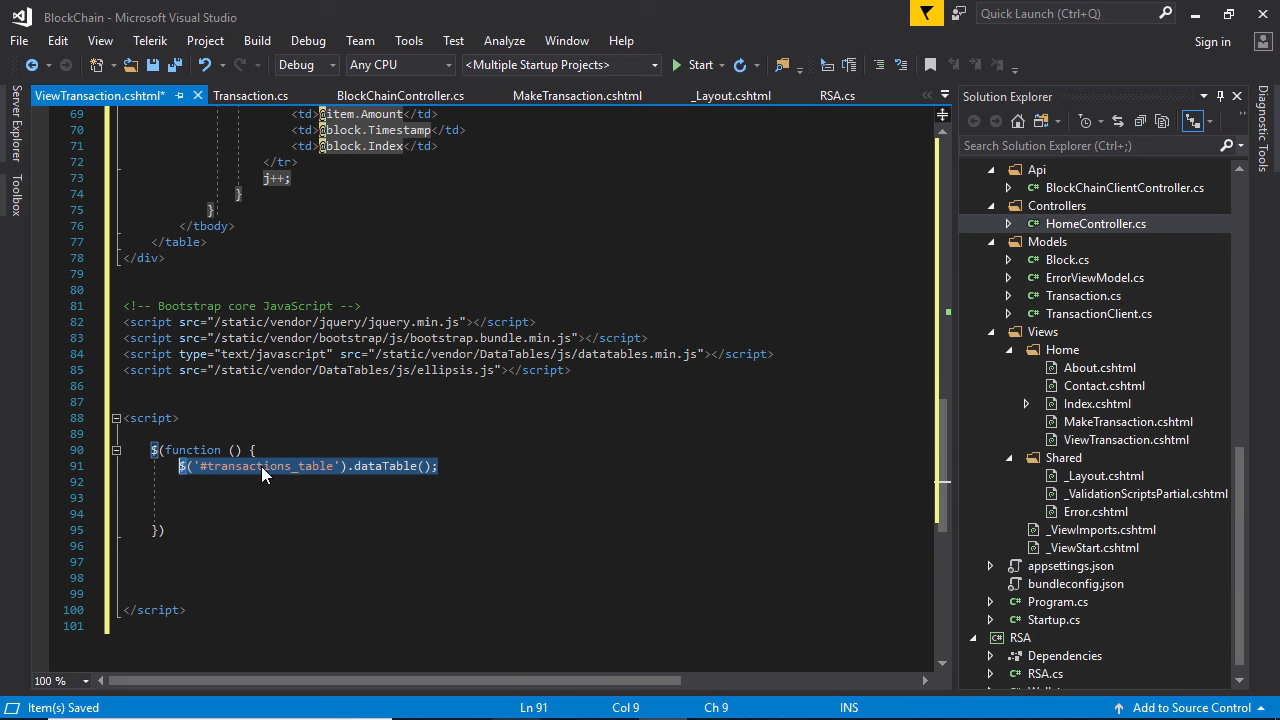 BlockChain - Microsoft Visual Studio
Quick Launch (Ctrl+Q)
File Edit View Telerik Project Build Debug Team Tools Test Analyze Window Help
Sign in
Debug Any CPU <Multiple Startup Projects> Start
ViewTransaction.cshtml* Transaction.cs BlockChainController.cs MakeTransaction.cshtml _Layout.cshtml RSA.cs
Server Explorer
Toolbox
69 <td>@item.Amount</td>
70 <td>@block.Timestamp</td>
71 <td>@block.Index</td>
72 </tr>
73 j++;
74 }
75 }
76 </tbody>
77 </table>
78 </div>
79
80
81 <!-- Bootstrap core JavaScript -->
82 <script src="/static/vendor/jquery/jquery.min.js"></script>
83 <script src="/static/vendor/bootstrap/js/bootstrap.bundle.min.js"></script>
84 <script type="text/javascript" src="/static/vendor/DataTables/js/datatables.min.js"></script>
85 <script src="/static/vendor/DataTables/js/ellipsis.js"></script>
86
87
88 <script>
89
90 $(function () {
91 $('#transactions_table').dataTable();
92
93
94
95 })
96
97
98
99
100 </script>
101
100 %
Solution Explorer
Search Solution Explorer (Ctrl+;)
Api
C# BlockChainClientController.cs
Controllers
C# HomeController.cs
Models
C# Block.cs
C# ErrorViewModel.cs
C# Transaction.cs
C# TransactionClient.cs
Views
Home
About.cshtml
Contact.cshtml
Index.cshtml
MakeTransaction.cshtml
ViewTransaction.cshtml
Shared
_Layout.cshtml
_ValidationScriptsPartial.cshtml
Error.cshtml
_ViewImports.cshtml
_ViewStart.cshtml
appsettings.json
bundleconfig.json
C# Program.cs
C# Startup.cs
C# RSA
Dependencies
C# RSA.cs
Diagnostic Tools
Item(s) Saved Ln 91 Col 9 Ch 9 INS Add to Source Control